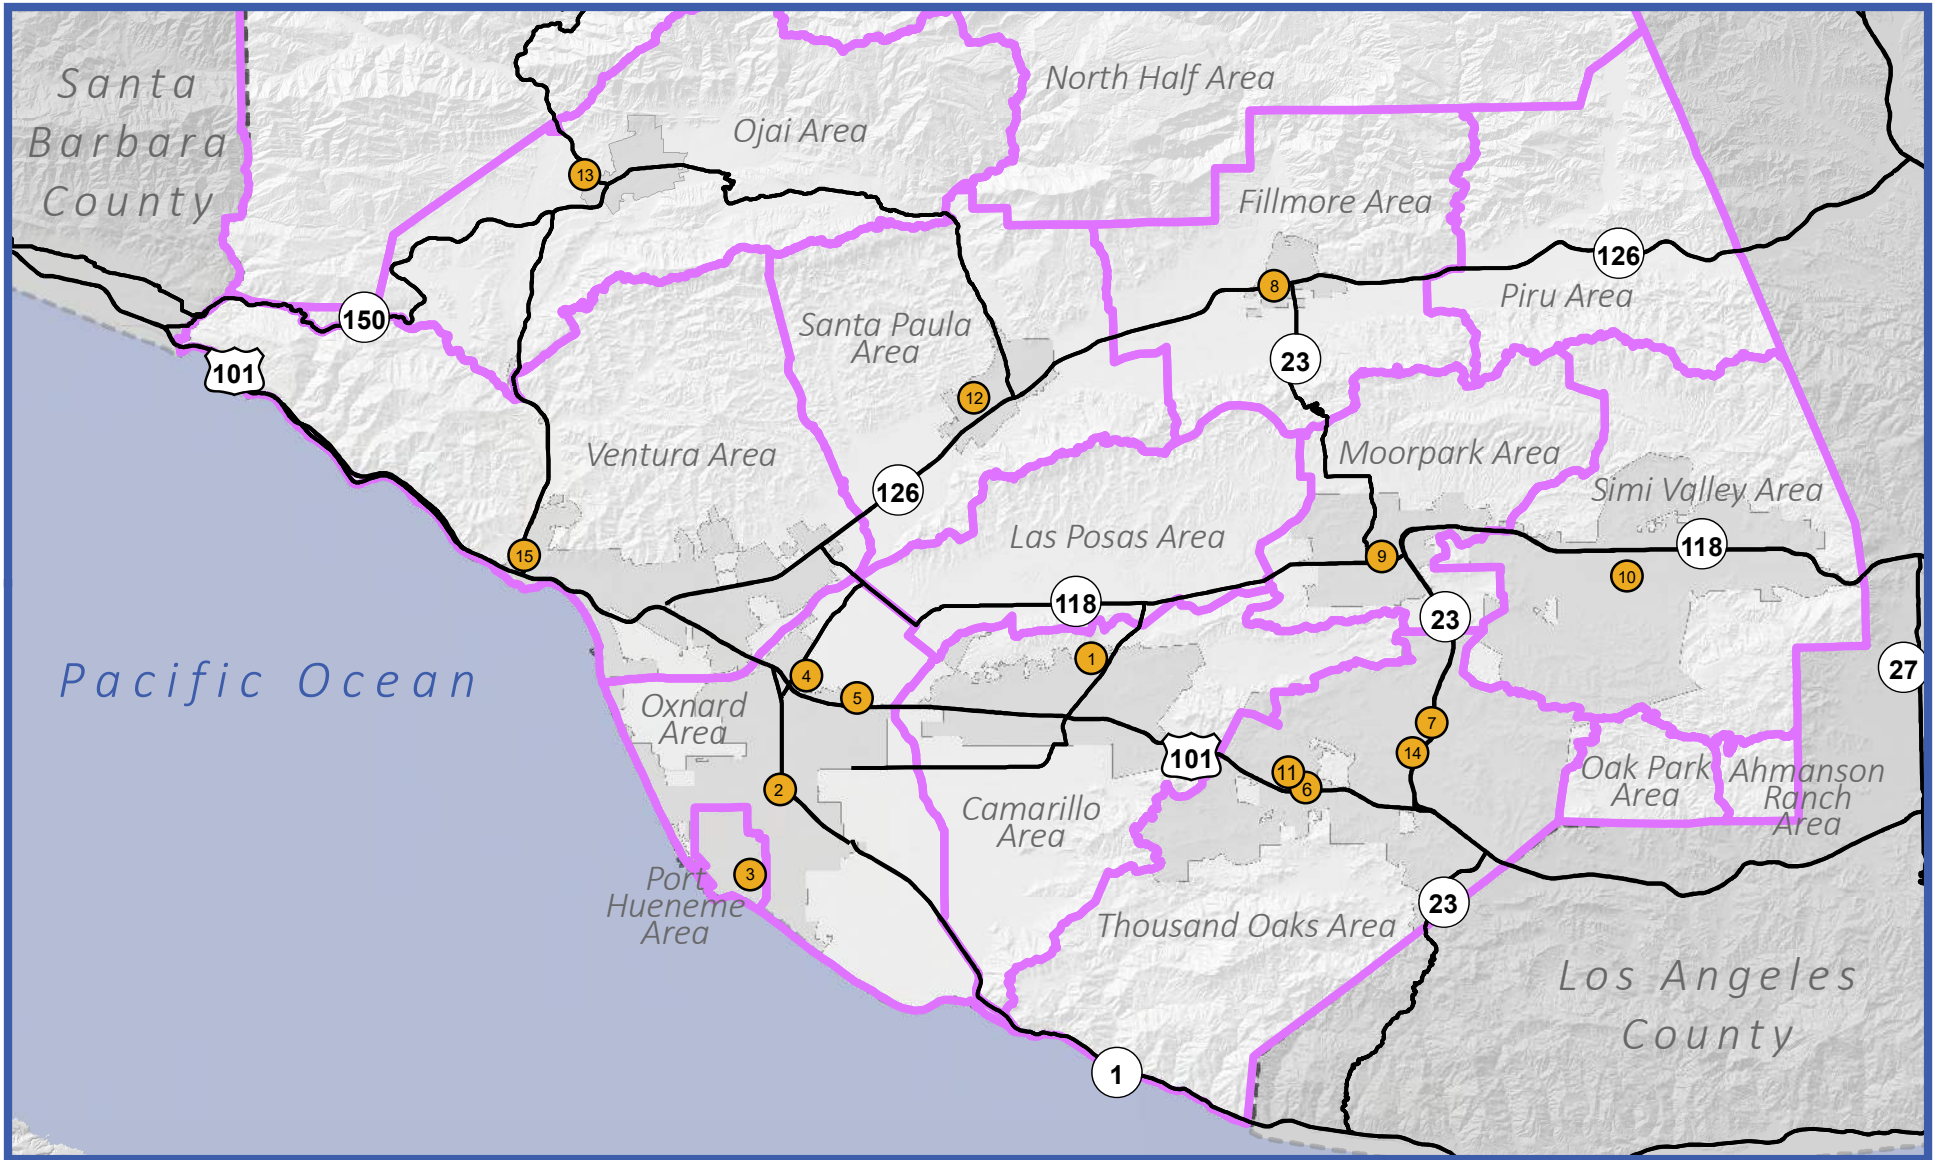 Santa
Barbara
County
North Half Area
Ojai Area
13
Fillmore Area
126
8
Piru Area
150
Santa Paula
Area
101
23
12
Ventura Area
Moorpark Area
126
Simi Valley Area
Las Posas Area
15
9
118
10
118
23
1
27
Pacific Ocean
4
5
Oxnard
Area
7
14
101
11
6
2
Oak Park
Area
Ahmanson
Ranch
Area
Camarillo
Area
3
Port
Hueneme
Area
23
Thousand Oaks Area
Los Angeles
County
1